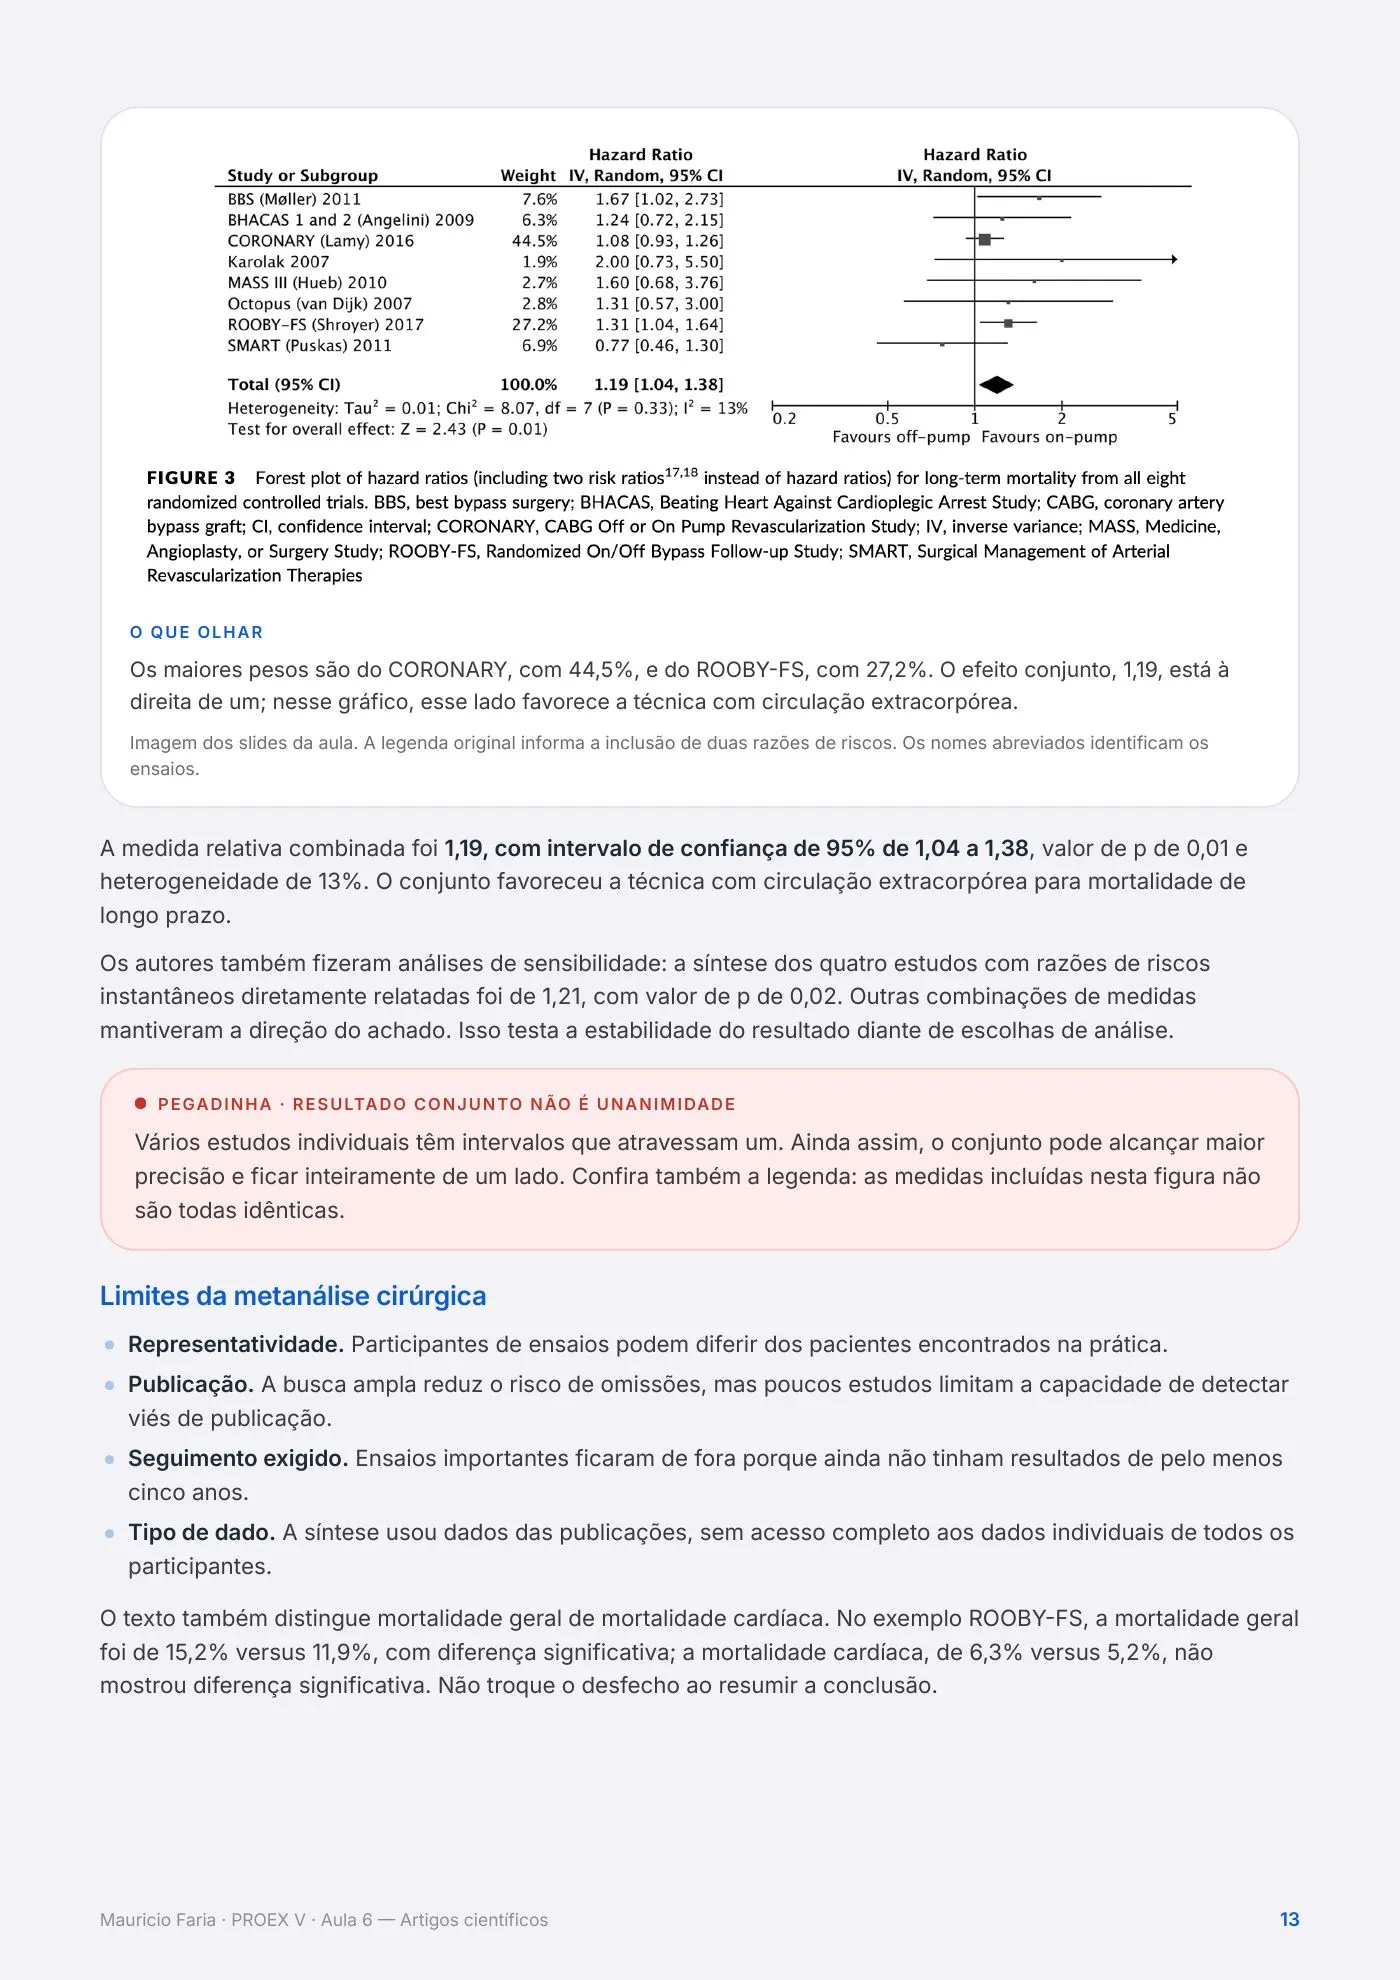 Hazard Ratio Hazard Ratio
Study or Subgroup Weight IV, Random, 95% CI IV, Random, 95% CI
BBS (Møller) 2011 7.6% 1.67 [1.02, 2.73]
BHACAS 1 and 2 (Angelini) 2009 6.3% 1.24 [0.72, 2.15]
CORONARY (Lamy) 2016 44.5% 1.08 [0.93, 1.26]
Karolak 2007 1.9% 2.00 [0.73, 5.50]
MASS III (Hueb) 2010 2.7% 1.60 [0.68, 3.76]
Octopus (van Dijk) 2007 2.8% 1.31 [0.57, 3.00]
ROOBY–FS (Shroyer) 2017 27.2% 1.31 [1.04, 1.64]
SMART (Puskas) 2011 6.9% 0.77 [0.46, 1.30]
Total (95% CI) 100.0% 1.19 [1.04, 1.38]
Heterogeneity: Tau² = 0.01; Chi² = 8.07, df = 7 (P = 0.33); I² = 13%
Test for overall effect: Z = 2.43 (P = 0.01)
0.2 0.5 1 2 5
Favours off–pump Favours on–pump
FIGURE 3 Forest plot of hazard ratios (including two risk ratios¹⁷,¹⁸ instead of hazard ratios) for long-term mortality from all eight
randomized controlled trials. BBS, best bypass surgery; BHACAS, Beating Heart Against Cardioplegic Arrest Study; CABG, coronary artery
bypass graft; CI, confidence interval; CORONARY, CABG Off or On Pump Revascularization Study; IV, inverse variance; MASS, Medicine,
Angioplasty, or Surgery Study; ROOBY-FS, Randomized On/Off Bypass Follow-up Study; SMART, Surgical Management of Arterial
Revascularization Therapies
O QUE OLHAR
Os maiores pesos são do CORONARY, com 44,5%, e do ROOBY-FS, com 27,2%. O efeito conjunto, 1,19, está à
direita de um; nesse gráfico, esse lado favorece a técnica com circulação extracorpórea.
Imagem dos slides da aula. A legenda original informa a inclusão de duas razões de riscos. Os nomes abreviados identificam os
ensaios.
A medida relativa combinada foi 1,19, com intervalo de confiança de 95% de 1,04 a 1,38, valor de p de 0,01 e
heterogeneidade de 13%. O conjunto favoreceu a técnica com circulação extracorpórea para mortalidade de
longo prazo.
Os autores também fizeram análises de sensibilidade: a síntese dos quatro estudos com razões de riscos
instantâneos diretamente relatadas foi de 1,21, com valor de p de 0,02. Outras combinações de medidas
mantiveram a direção do achado. Isso testa a estabilidade do resultado diante de escolhas de análise.
PEGADINHA · RESULTADO CONJUNTO NÃO É UNANIMIDADE
Vários estudos individuais têm intervalos que atravessam um. Ainda assim, o conjunto pode alcançar maior
precisão e ficar inteiramente de um lado. Confira também a legenda: as medidas incluídas nesta figura não
são todas idênticas.
Limites da metanálise cirúrgica
• Representatividade. Participantes de ensaios podem diferir dos pacientes encontrados na prática.
• Publicação. A busca ampla reduz o risco de omissões, mas poucos estudos limitam a capacidade de detectar
viés de publicação.
• Seguimento exigido. Ensaios importantes ficaram de fora porque ainda não tinham resultados de pelo menos
cinco anos.
• Tipo de dado. A síntese usou dados das publicações, sem acesso completo aos dados individuais de todos os
participantes.
O texto também distingue mortalidade geral de mortalidade cardíaca. No exemplo ROOBY-FS, a mortalidade geral
foi de 15,2% versus 11,9%, com diferença significativa; a mortalidade cardíaca, de 6,3% versus 5,2%, não
mostrou diferença significativa. Não troque o desfecho ao resumir a conclusão.
Mauricio Faria · PROEX V · Aula 6 — Artigos científicos 13